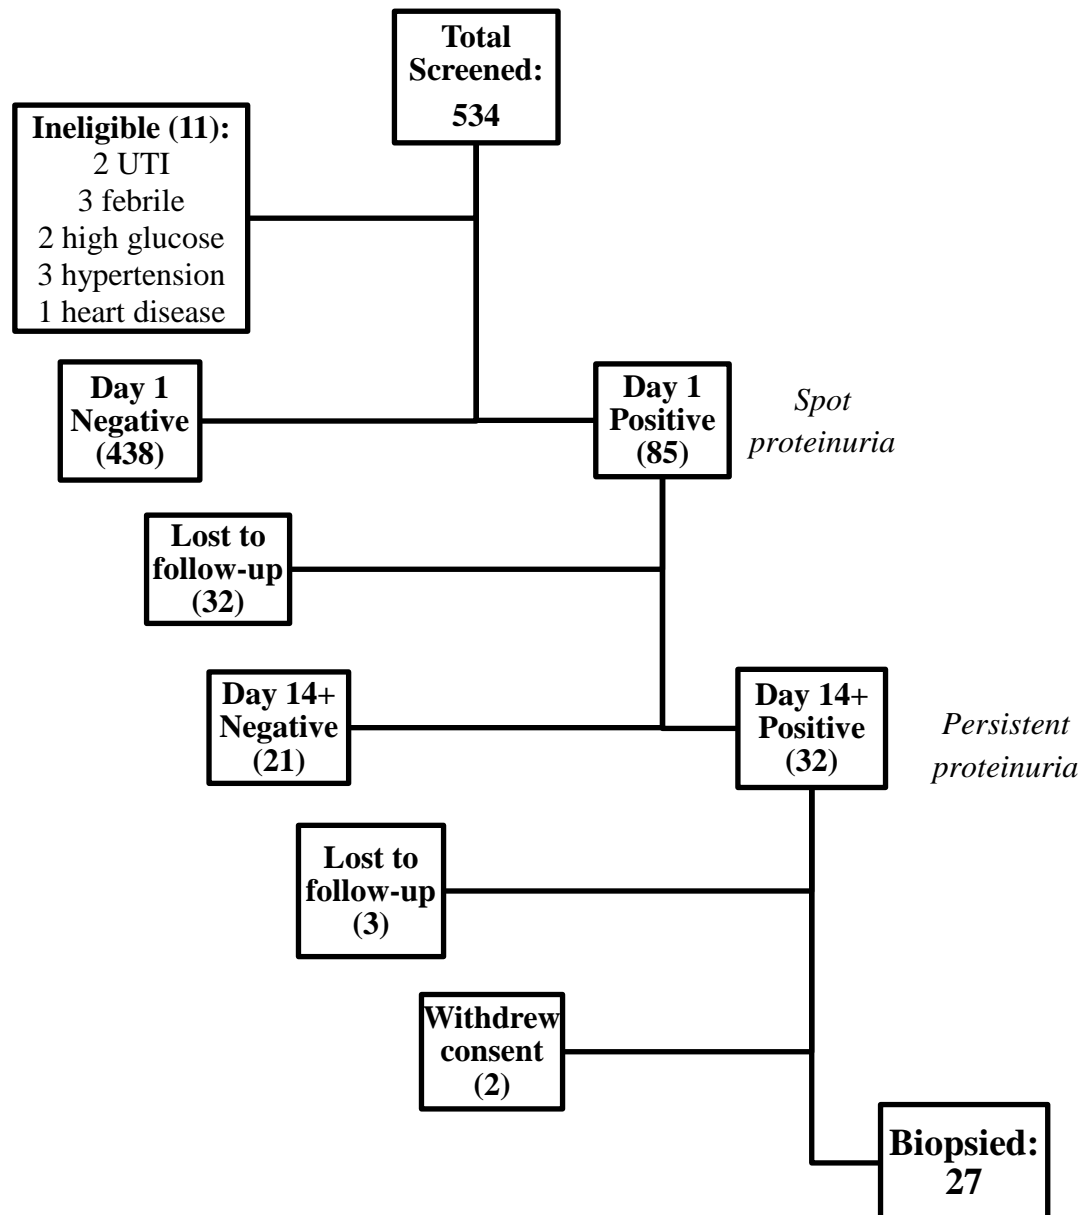 Total
Screened:
534
Ineligible (11):
2 UTI
3 febrile
2 high glucose
3 hypertension
1 heart disease
Day 1
Negative
(438)
Day 1
Positive
(85)
Spot
proteinuria
Lost to
follow-up
(32)
Day 14+
Negative
(21)
Day 14+
Positive
(32)
Persistent
proteinuria
Lost to
follow-up
(3)
Withdrew
consent
(2)
Biopsied:
27